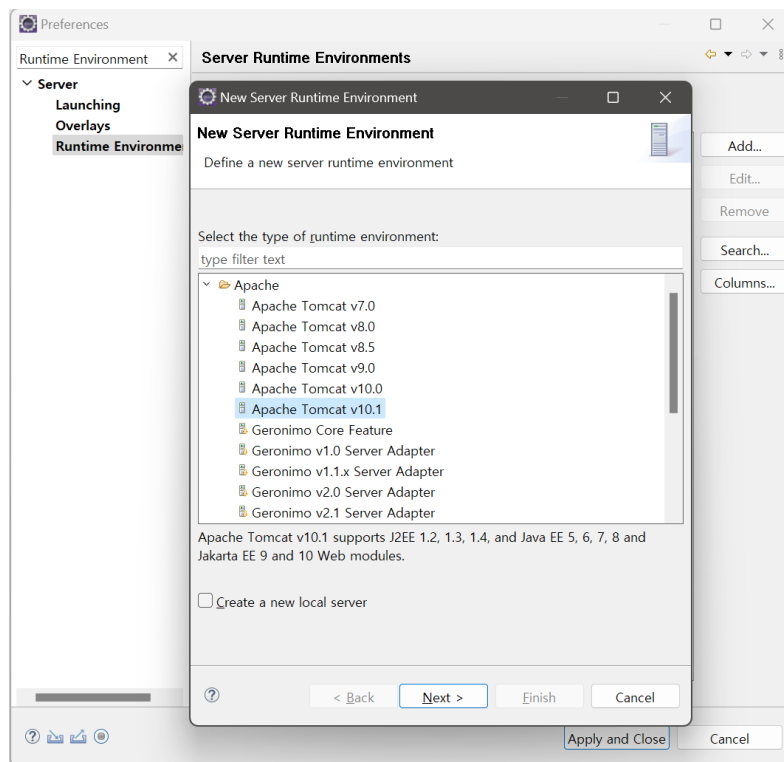 Preferences
Runtime Environment
Server Runtime Environments
Server
Launching
Overlays
Runtime Environme
New Server Runtime Environment
New Server Runtime Environment
Define a new server runtime environment
Select the type of runtime environment:
type filter text
Apache
Apache Tomcat v7.0
Apache Tomcat v8.0
Apache Tomcat v8.5
Apache Tomcat v9.0
Apache Tomcat v10.0
Apache Tomcat v10.1
Geronimo Core Feature
Geronimo v1.0 Server Adapter
Geronimo v1.1.x Server Adapter
Geronimo v2.0 Server Adapter
Geronimo v2.1 Server Adapter
Apache Tomcat v10.1 supports J2EE 1.2, 1.3, 1.4, and Java EE 5, 6, 7, 8 and
Jakarta EE 9 and 10 Web modules.
Create a new local server
< Back
Next >
Finish
Cancel
Add...
Edit...
Remove
Search...
Columns...
Apply and Close
Cancel